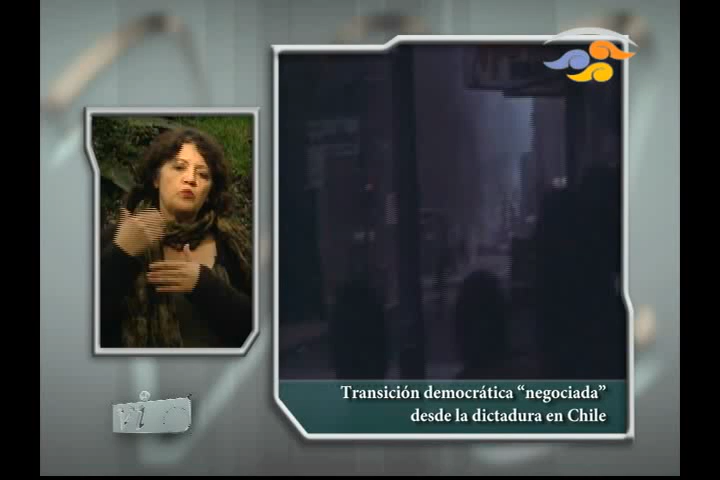 Transición democrática “negociada”
desde la dictadura en Chile